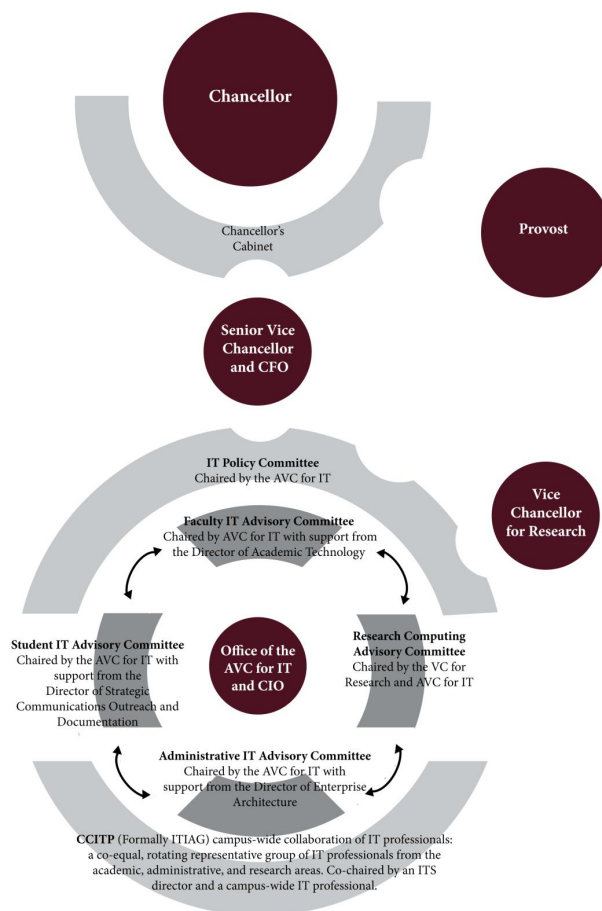 Chancellor
Chancellor's
Cabinet
Provost
Senior Vice
Chancellor
and CFO
IT Policy Committee
Chaired by the AVC for IT
Vice
Chancellor
for Research
Faculty IT Advisory Committee
Chaired by AVC for IT with support from
the Director of Academic Technology
Student IT Advisory Committee
Chaired by the AVC for IT with
support from the
Director of Strategic
Communications Outreach and
Documentation
Office of the
AVC for IT
and CIO
Research Computing
Advisory Committee
Chaired by the VC for
Research and AVC for IT
Administrative IT Advisory Committee
Chaired by the AVC for IT with
support from the Director of Enterprise
Architecture
CCITP (Formally ITIAG) campus-wide collaboration of IT professionals:
a co-equal, rotating representative group of IT professionals from the
academic, administrative, and research areas. Co-chaired by an ITS
director and a campus-wide IT professional.